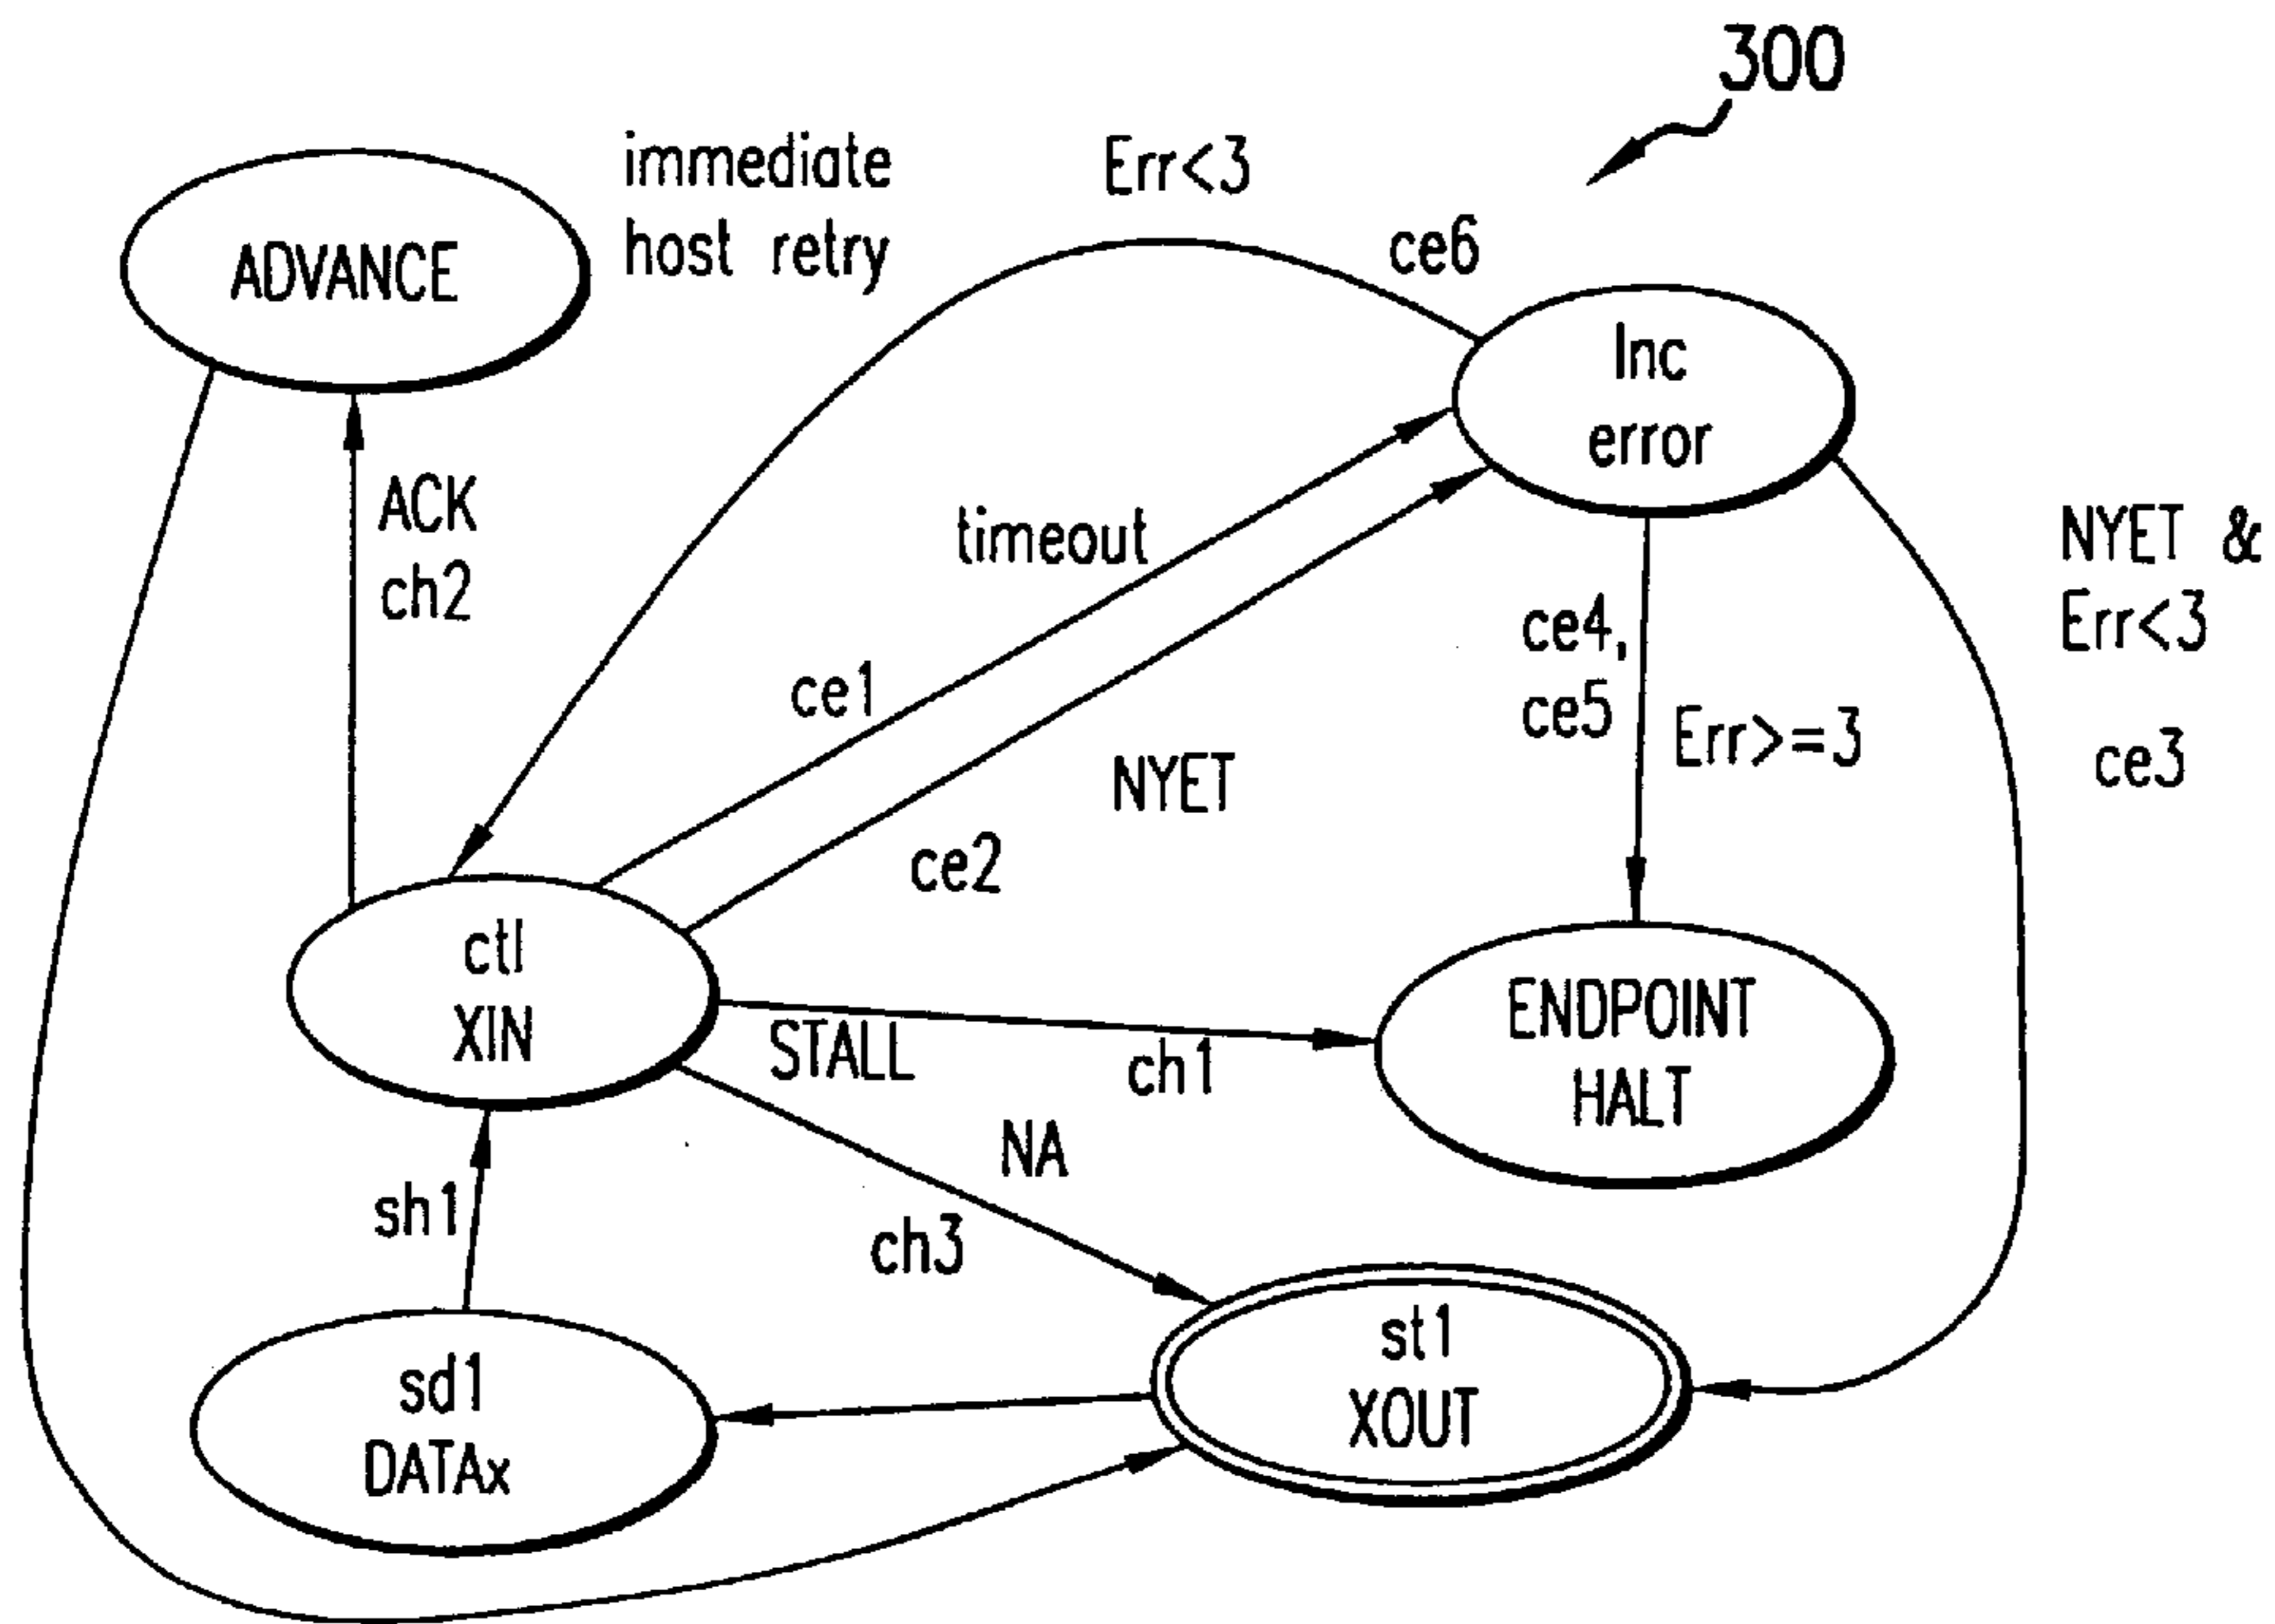 300
immediate
host retry
Err<3
ce6
ADVANCE
Inc
error
ACK
ch2
timeout
ce1
NYET
ce2
ce4,
ce5
Err>=3
NYET &
Err<3
ce3
ctl
XIN
STALL
ch1
ENDPOINT
HALT
NA
ch3
sh1
sd1
DATAx
st1
XOUT